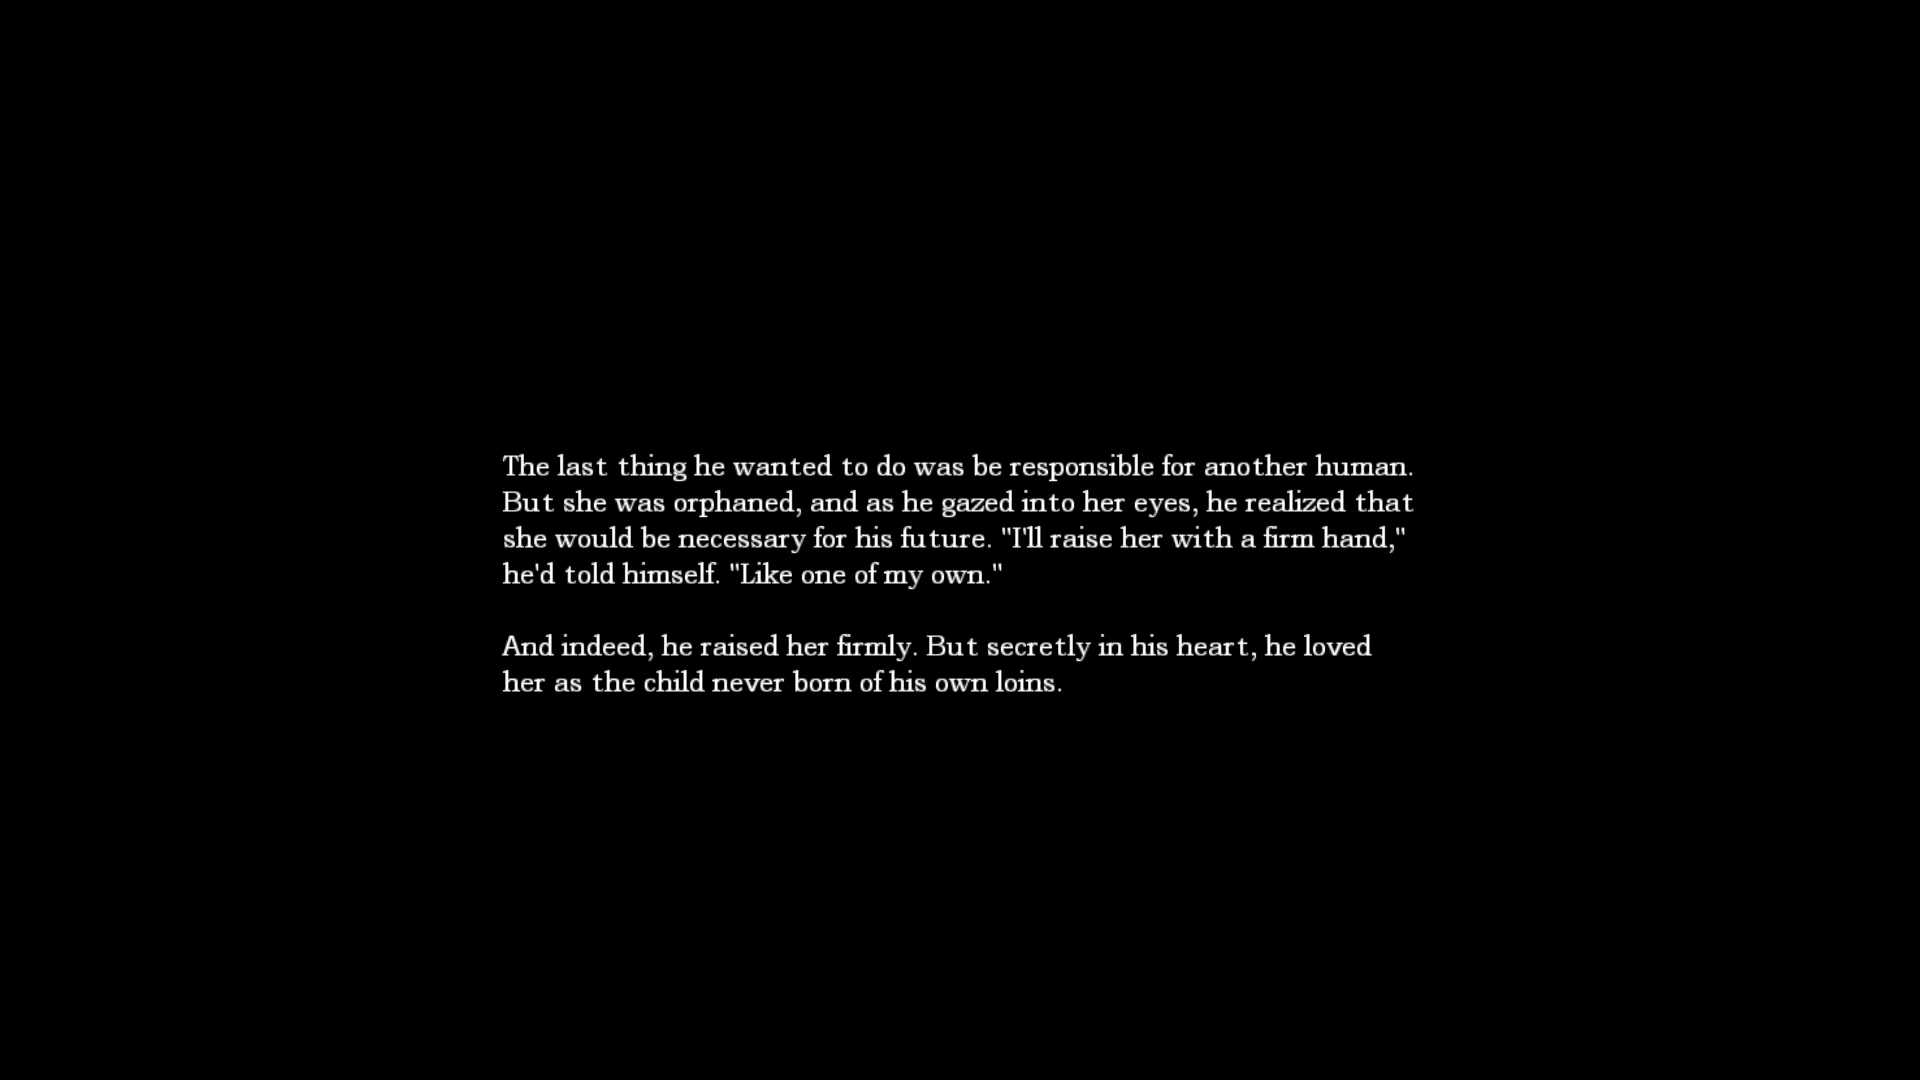 The last thing he wanted to do was be responsible for another human.
But she was orphaned, and as he gazed into her eyes, he realized that
she would be necessary for his future. "I'll raise her with a firm hand,"
he'd told himself. "Like one of my own."
And indeed, he raised her firmly. But secretly in his heart, he loved
her as the child never born of his own loins.